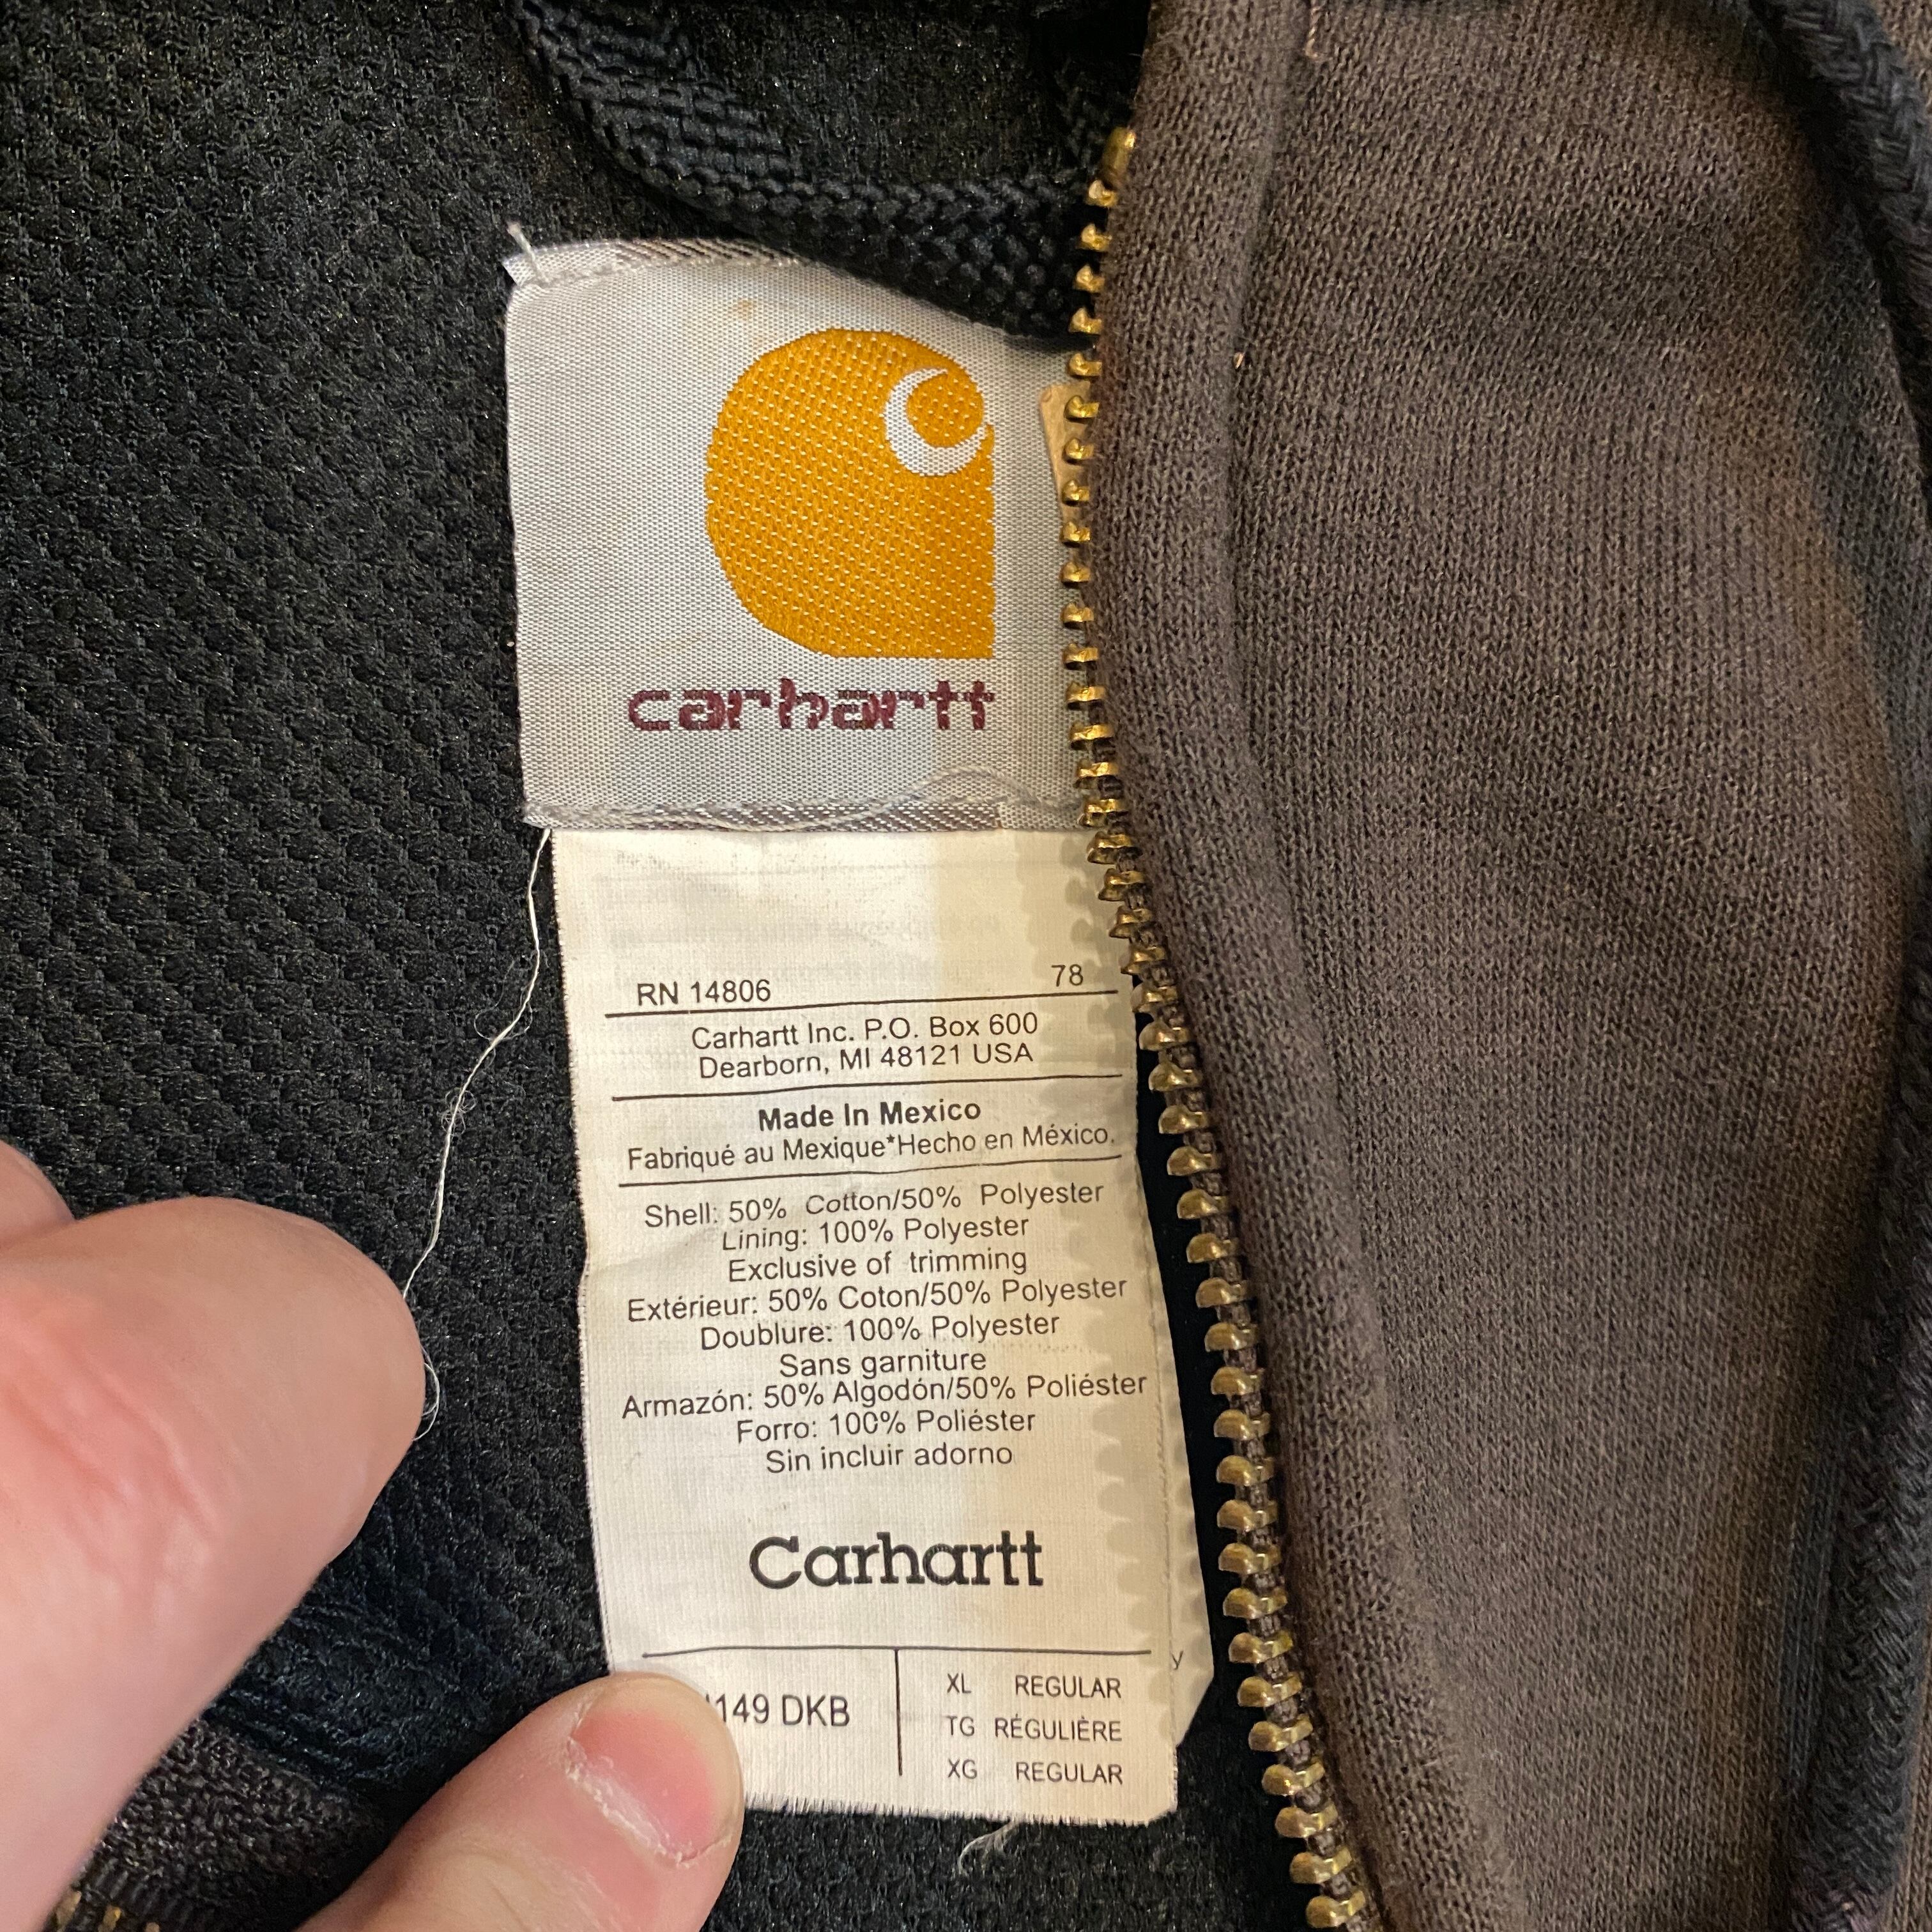 carhartt
RN 14806 78
Carhartt Inc. P.O. Box 600
Dearborn, MI 48121 USA
Made In Mexico
Fabriqué au Mexique*Hecho en México.
Shell: 50% Cotton/50% Polyester
Lining: 100% Polyester
Exclusive of trimming
Extérieur: 50% Coton/50% Polyester
Doublure: 100% Polyester
Sans garniture
Armazón: 50% Algodón/50% Poliéster
Forro: 100% Poliéster
Sin incluir adorno
Carhartt
149 DKB
XL REGULAR
TG RÉGULIÈRE
XG REGULAR